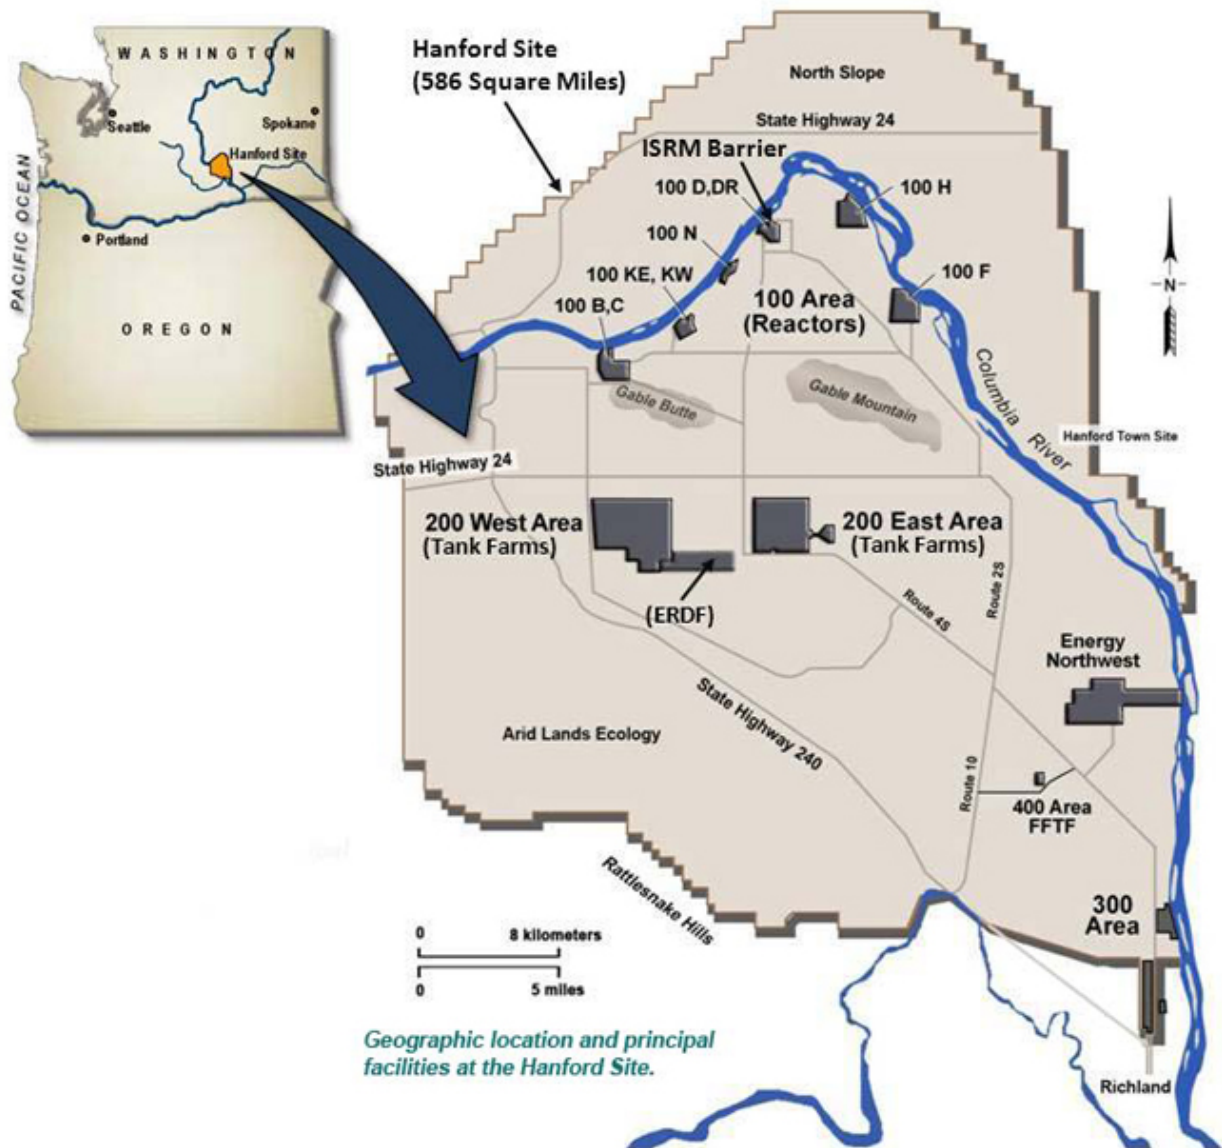 WASHINGTON
Seattle
Spokane
Hanford Site
PACIFIC OCEAN
Portland
OREGON
Hanford Site
(586 Square Miles)
North Slope
State Highway 24
ISRM Barrier
100 D,DR
100 H
100 N
100 KE, KW
100 F
100 B,C
100 Area
(Reactors)
N
Columbia River
Gable Butte
Gable Mountain
Hanford Town Site
State Highway 24
200 West Area
(Tank Farms)
200 East Area
(Tank Farms)
(ERDF)
Route 4S
Route 2S
Energy
Northwest
State Highway 240
Arid Lands Ecology
Route 10
400 Area
FFTF
Rattlesnake Hills
300
Area
0 8 kilometers
0 5 miles
Geographic location and principal
facilities at the Hanford Site.
Richland